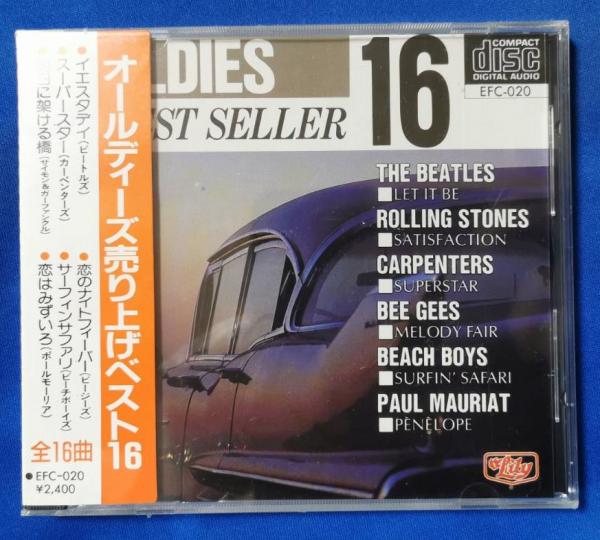 オールディーズ売り上げベスト16
●イエスタデイ(ビートルズ)
●スーパースター(カーペンターズ)
に架ける橋(サイモン&ガーファンクル)
●恋のナイトフィーバー(ビージーズ)
●サーフィンサファリ(ビーチボーイズ)
●恋はみずいろ(ポールモーリア)
全16曲
●EFC-020
¥2,400
LDIES
EST SELLER
16
COMPACT
disc
DIGITAL AUDIO
EFC-020
THE BEATLES
■LET IT BE
ROLLING STONES
■SATISFACTION
CARPENTERS
■SUPERSTAR
BEE GEES
■MELODY FAIR
BEACH BOYS
■SURFIN' SAFARI
PAUL MAURIAT
■PÉNÉLOPE
Lily